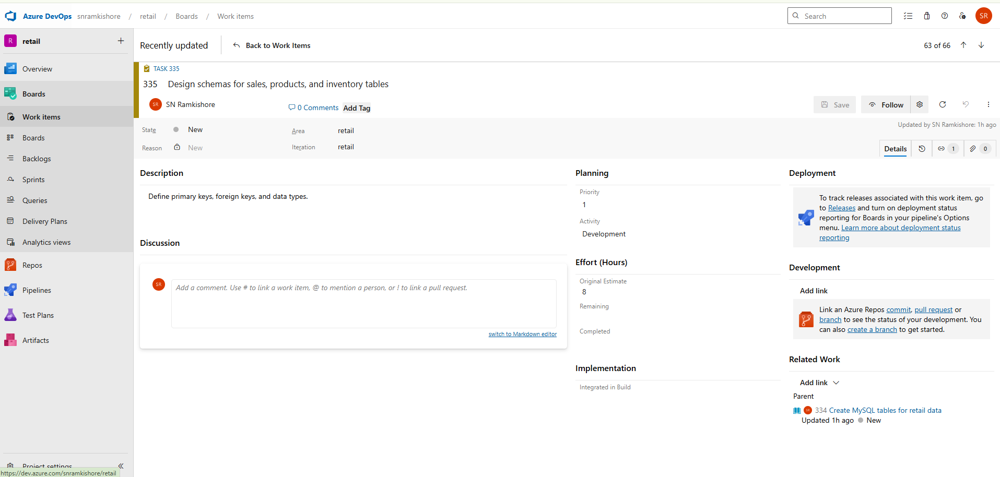 Azure DevOps snramkishore / retail / Boards / Work items
Search
SR
R retail
Recently updated
Back to Work Items
63 of 66
Overview
Boards
Work items
Boards
Backlogs
Sprints
Queries
Delivery Plans
Analytics views
Repos
Pipelines
Test Plans
Artifacts
Project settings
https://dev.azure.com/snramkishore/retail
TASK 335
335 Design schemas for sales, products, and inventory tables
SR SN Ramkishore
0 Comments Add Tag
Save
Follow
State New
Area retail
Updated by SN Ramkishore: 1h ago
Reason New
Iteration retail
Details 1 0
Description
Define primary keys, foreign keys, and data types.
Discussion
SR
Add a comment. Use # to link a work item, @ to mention a person, or ! to link a pull request.
switch to Markdown editor
Planning
Priority
1
Activity
Development
Effort (Hours)
Original Estimate
8
Remaining
Completed
Implementation
Integrated in Build
Deployment
To track releases associated with this work item, go
to Releases and turn on deployment status
reporting for Boards in your pipeline's Options
menu. Learn more about deployment status
reporting
Development
Add link
Link an Azure Repos commit, pull request or
branch to see the status of your development. You
can also create a branch to get started.
Related Work
Add link
Parent
SR 334 Create MySQL tables for retail data
Updated 1h ago New